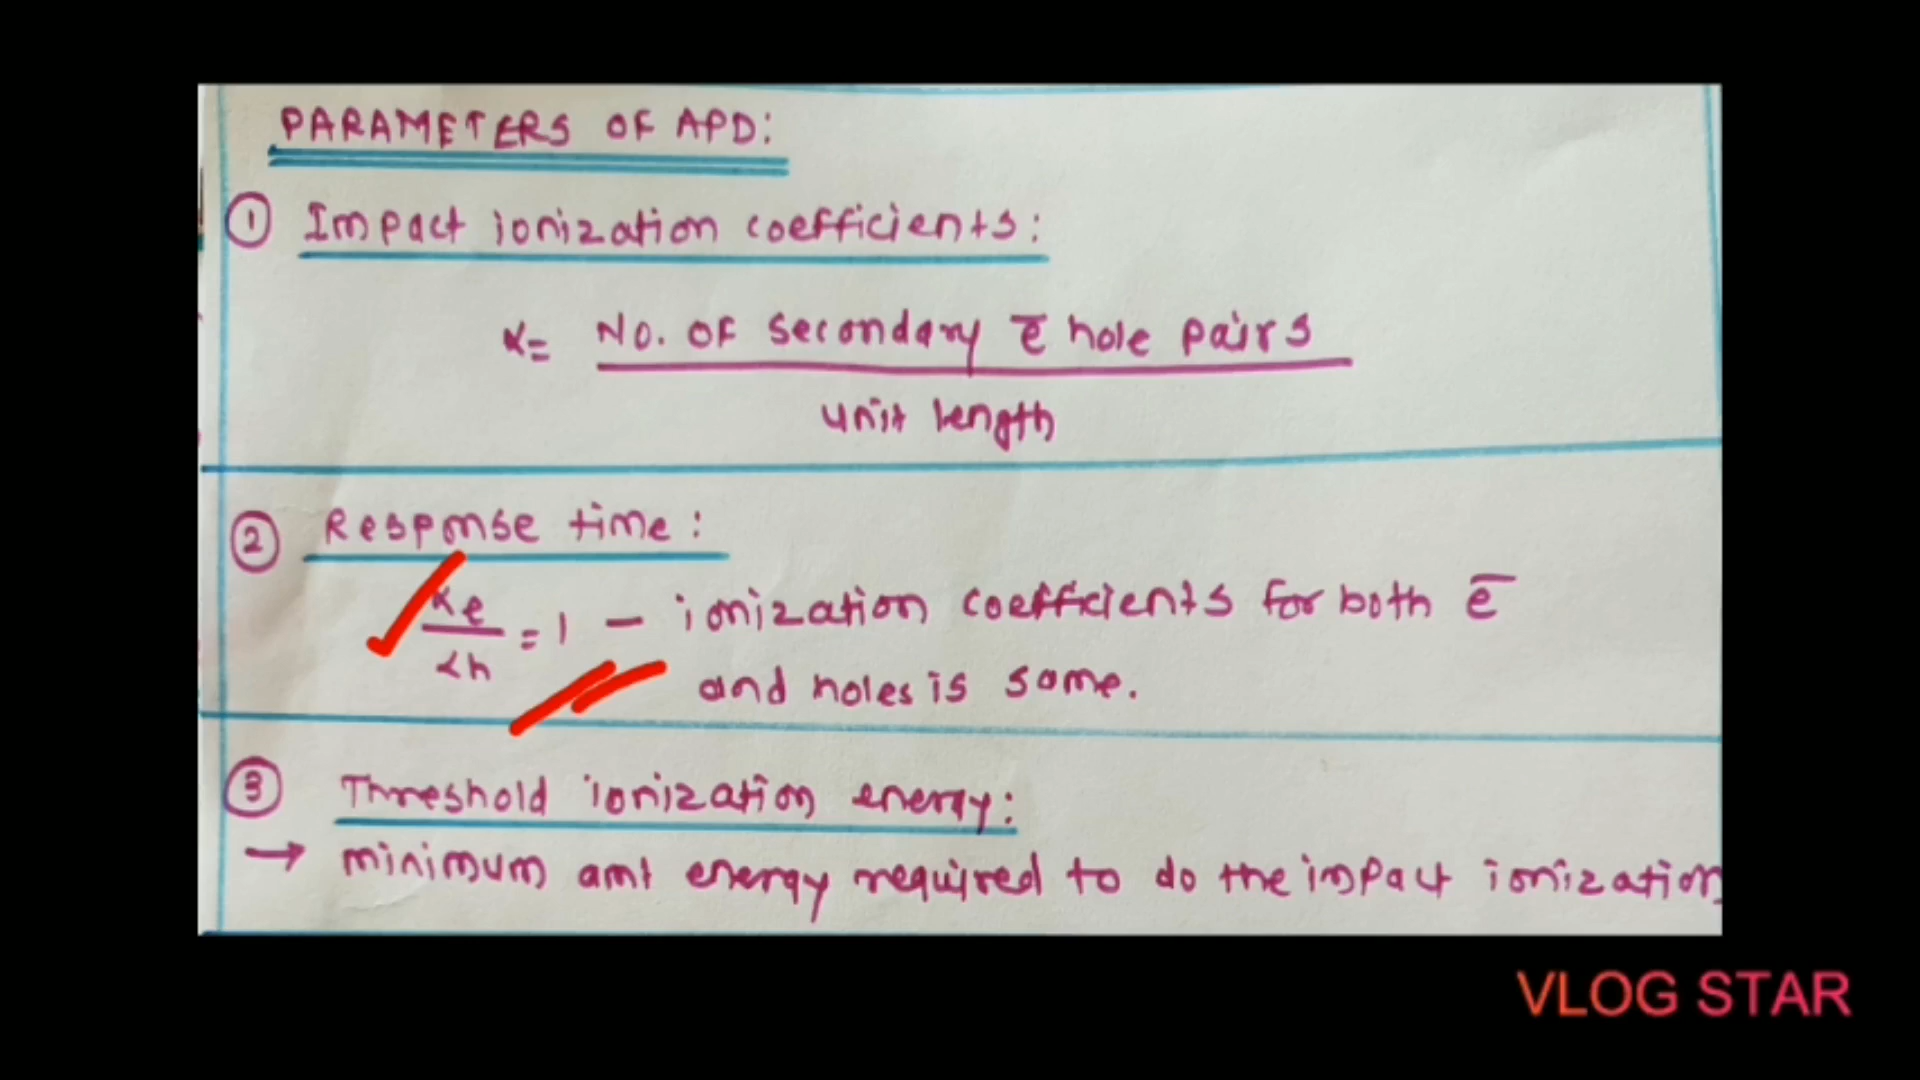 PARAMETERS OF APD:
① Impact ionization coefficients:
α = No. of secondary e̅ hole pairs
unit length
② Response time:
αe
αh
= 1 – ionization coefficients for both e̅
and holes is same.
③ Threshold ionization energy:
→ minimum amt energy required to do the impact ionization
VLOG STAR